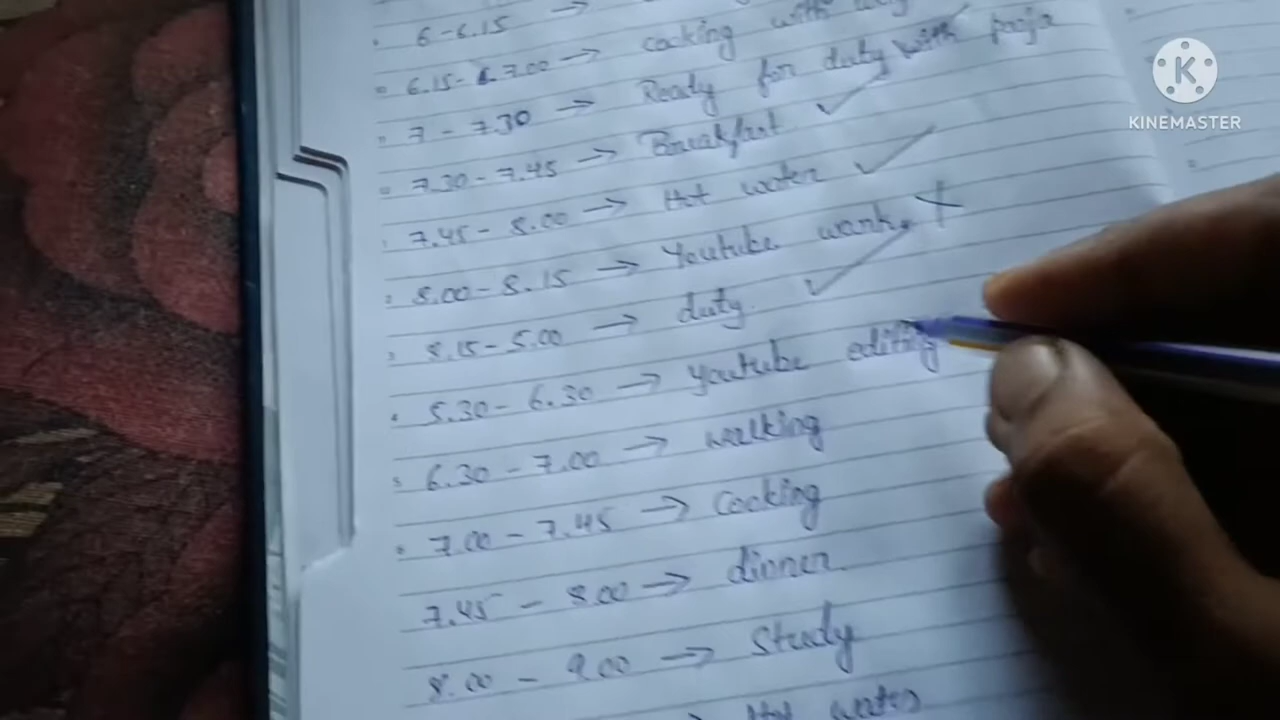 6 - 6.15 →
6.15 - 7.00 → Cooking with
7 - 7.30 → Ready for duty with pooja
7.30 - 7.45 → Breakfast ✓
7.45 - 8.00 → Hot water ✓
8.00 - 8.15 → Youtube work. X
8.15 - 5.00 → duty. ✓
5.30 - 6.30 → Youtube editing
6.30 - 7.00 → walking
7.00 - 7.45 → Cooking
7.45 - 8.00 → dinner
8.00 - 9.00 → Study
→ Hot water
K
KINEMASTER